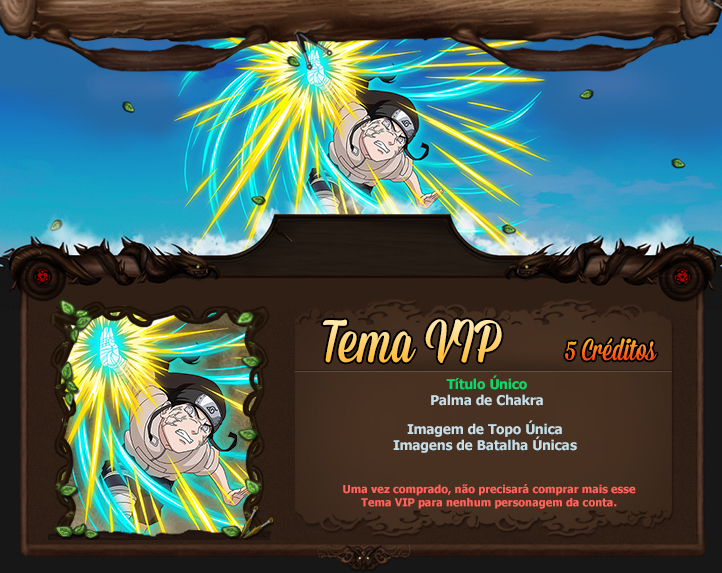 Tema VIP
5 Créditos
Título Único
Palma de Chakra
Imagem de Topo Única
Imagens de Batalha Únicas
Uma vez comprado, não precisará comprar mais esse
Tema VIP para nenhum personagem da conta.